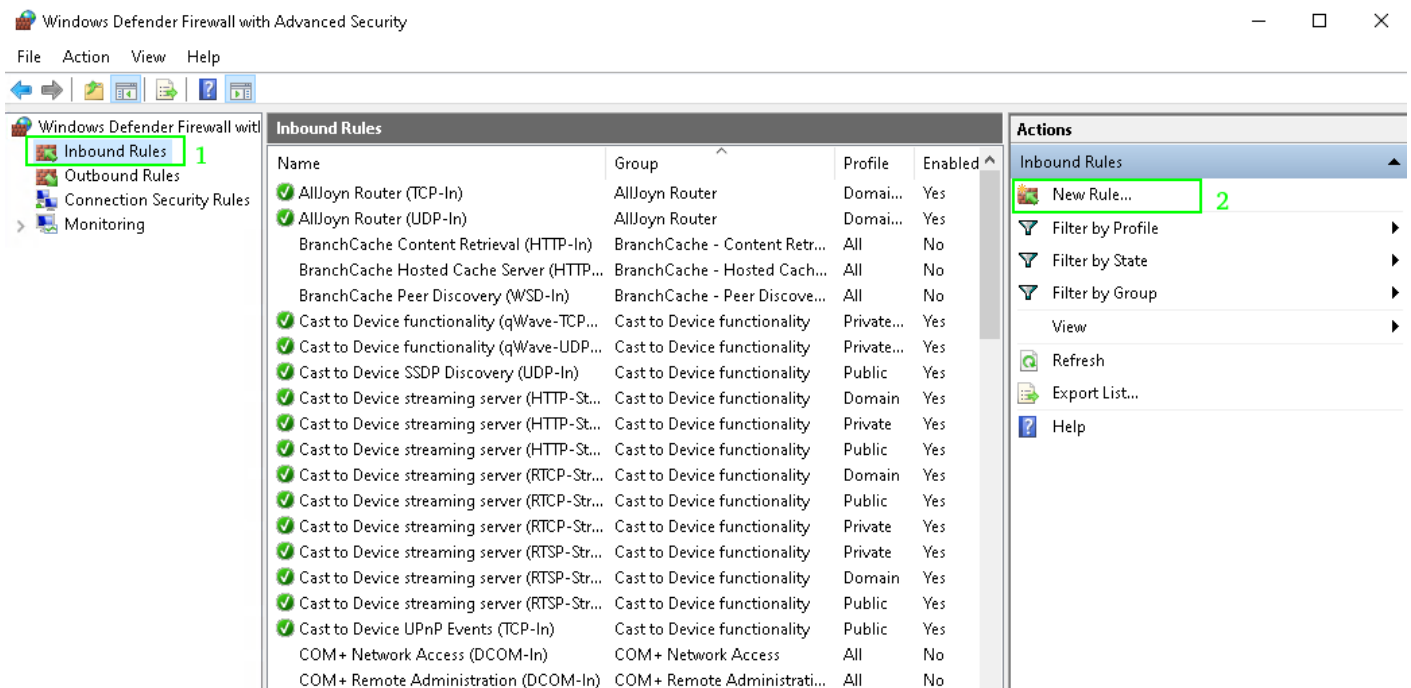 Windows Defender Firewall with Advanced Security
File Action View Help
Windows Defender Firewall witl
Inbound Rules 1
Outbound Rules
Connection Security Rules
Monitoring
Inbound Rules
Name Group Profile Enabled
AllJoyn Router (TCP-In) AllJoyn Router Domai... Yes
AllJoyn Router (UDP-In) AllJoyn Router Domai... Yes
BranchCache Content Retrieval (HTTP-In) BranchCache - Content Retr... All No
BranchCache Hosted Cache Server (HTTP... BranchCache - Hosted Cach... All No
BranchCache Peer Discovery (WSD-In) BranchCache - Peer Discove... All No
Cast to Device functionality (qWave-TCP... Cast to Device functionality Private... Yes
Cast to Device functionality (qWave-UDP... Cast to Device functionality Private... Yes
Cast to Device SSDP Discovery (UDP-In) Cast to Device functionality Public Yes
Cast to Device streaming server (HTTP-St... Cast to Device functionality Domain Yes
Cast to Device streaming server (HTTP-St... Cast to Device functionality Private Yes
Cast to Device streaming server (HTTP-St... Cast to Device functionality Public Yes
Cast to Device streaming server (RTCP-Str... Cast to Device functionality Domain Yes
Cast to Device streaming server (RTCP-Str... Cast to Device functionality Public Yes
Cast to Device streaming server (RTCP-Str... Cast to Device functionality Private Yes
Cast to Device streaming server (RTSP-Str... Cast to Device functionality Private Yes
Cast to Device streaming server (RTSP-Str... Cast to Device functionality Domain Yes
Cast to Device streaming server (RTSP-Str... Cast to Device functionality Public Yes
Cast to Device UPnP Events (TCP-In) Cast to Device functionality Public Yes
COM+ Network Access (DCOM-In) COM+ Network Access All No
COM+ Remote Administration (DCOM-In) COM+ Remote Administrati... All No
Actions
Inbound Rules
New Rule... 2
Filter by Profile
Filter by State
Filter by Group
View
Refresh
Export List...
Help